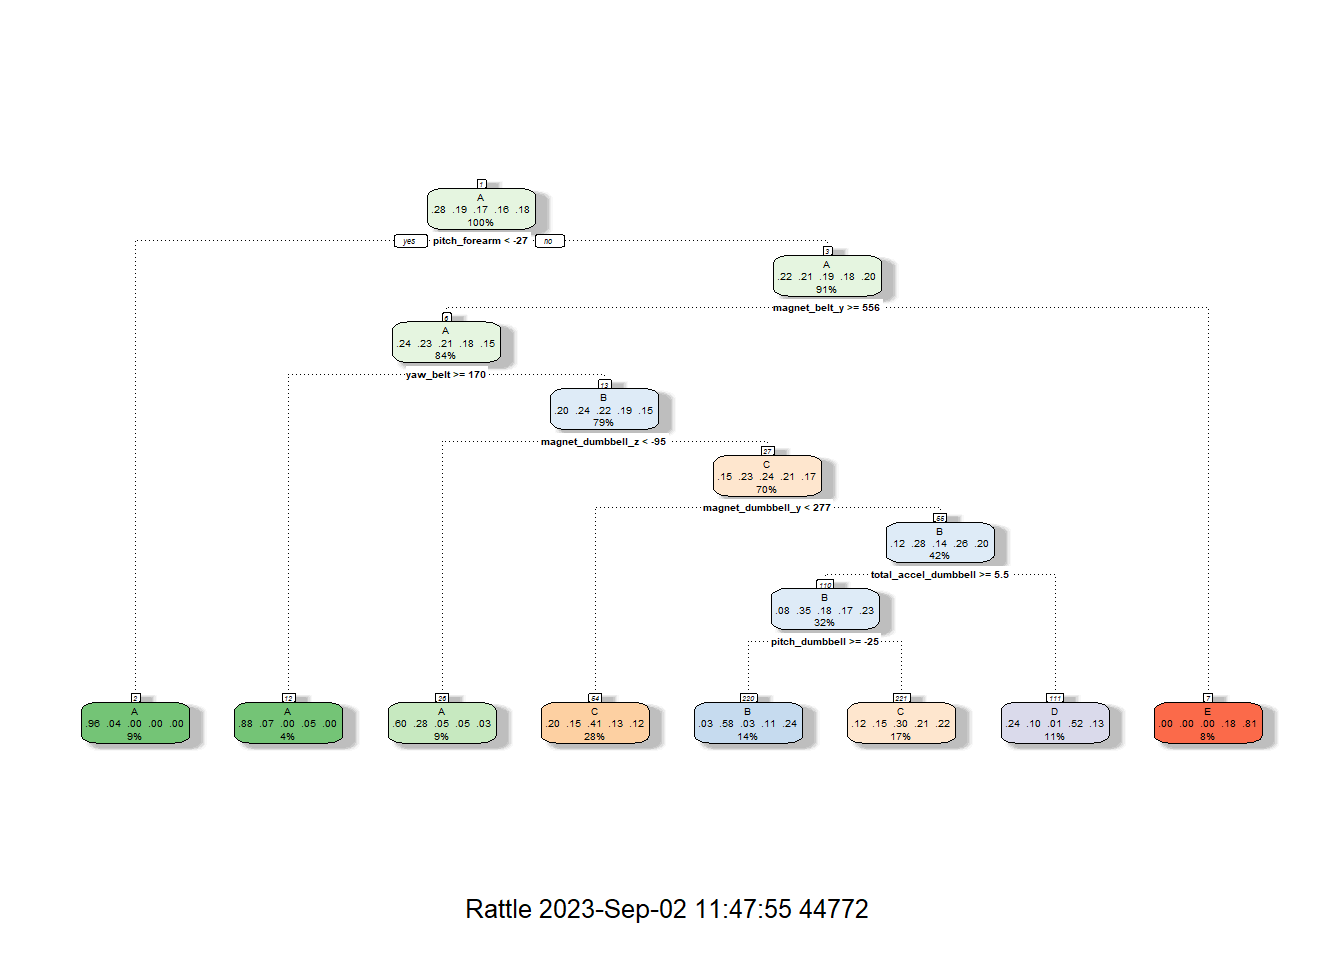 1
A
.28 .19 .17 .16 .18
100%
yes pitch_forearm < -27 no
3
A
.22 .21 .19 .18 .20
91%
magnet_belt_y >= 556
6
A
.24 .23 .21 .18 .15
84%
yaw_belt >= 170
13
B
.20 .24 .22 .19 .15
79%
magnet_dumbbell_z < -95
27
C
.15 .23 .24 .21 .17
70%
magnet_dumbbell_y < 277
55
B
.12 .28 .14 .26 .20
42%
total_accel_dumbbell >= 5.5
110
B
.08 .35 .18 .17 .23
32%
pitch_dumbbell >= -25
2
A
.96 .04 .00 .00 .00
9%
12
A
.88 .07 .00 .05 .00
4%
26
A
.60 .28 .05 .05 .03
9%
54
C
.20 .15 .41 .13 .12
28%
220
B
.03 .58 .03 .11 .24
14%
221
C
.12 .15 .30 .21 .22
17%
111
D
.24 .10 .01 .52 .13
11%
7
E
.00 .00 .00 .18 .81
8%
Rattle 2023-Sep-02 11:47:55 44772